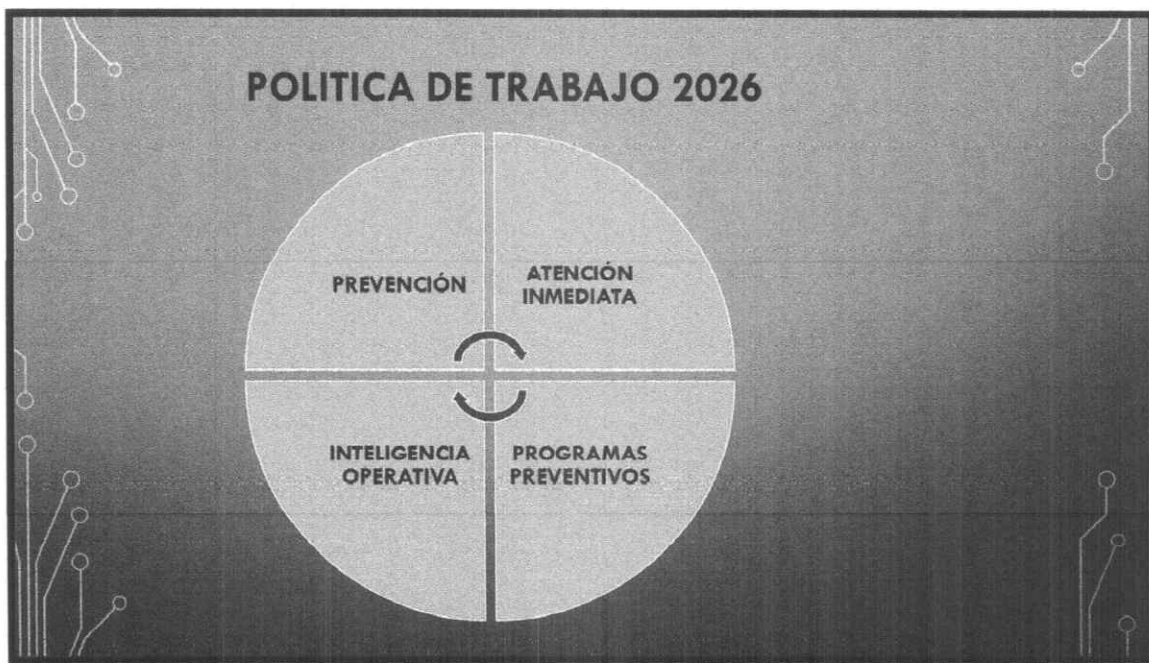 POLITICA DE TRABAJO 2026
PREVENCIÓN
ATENCIÓN
INMEDIATA
INTELIGENCIA
OPERATIVA
PROGRAMAS
PREVENTIVOS